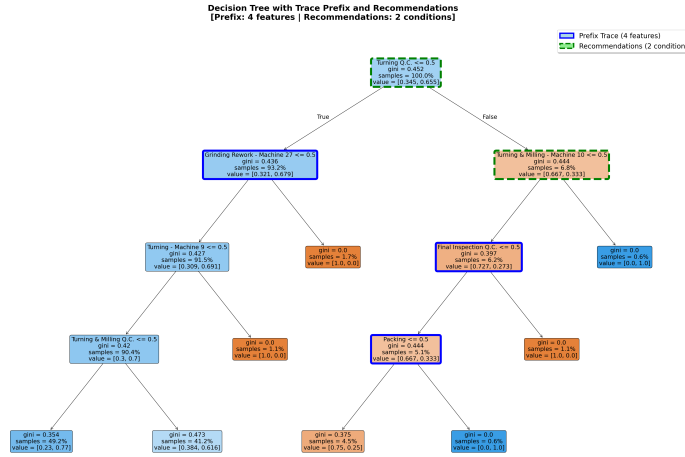 Decision Tree with Trace Prefix and Recommendations
[Prefix: 4 features | Recommendations: 2 conditions]
Prefix Trace (4 features)
Recommendations (2 condition
Turning Q.C. <= 0.5
gini = 0.452
samples = 100.0%
value = [0.345, 0.655]
True
False
Grinding Rework - Machine 27 <= 0.5
gini = 0.436
samples = 93.2%
value = [0.321, 0.679]
Turning & Milling - Machine 10 <= 0.5
gini = 0.444
samples = 6.8%
value = [0.667, 0.333]
Turning - Machine 9 <= 0.5
gini = 0.427
samples = 91.5%
value = [0.309, 0.691]
gini = 0.0
samples = 1.7%
value = [1.0, 0.0]
Final Inspection Q.C. <= 0.5
gini = 0.397
samples = 6.2%
value = [0.727, 0.273]
gini = 0.0
samples = 0.6%
value = [0.0, 1.0]
Turning & Milling Q.C. <= 0.5
gini = 0.42
samples = 90.4%
value = [0.3, 0.7]
gini = 0.0
samples = 1.1%
value = [1.0, 0.0]
Packing <= 0.5
gini = 0.444
samples = 5.1%
value = [0.667, 0.333]
gini = 0.0
samples = 1.1%
value = [1.0, 0.0]
gini = 0.354
samples = 49.2%
value = [0.23, 0.77]
gini = 0.473
samples = 41.2%
value = [0.384, 0.616]
gini = 0.375
samples = 4.5%
value = [0.75, 0.25]
gini = 0.0
samples = 0.6%
value = [0.0, 1.0]